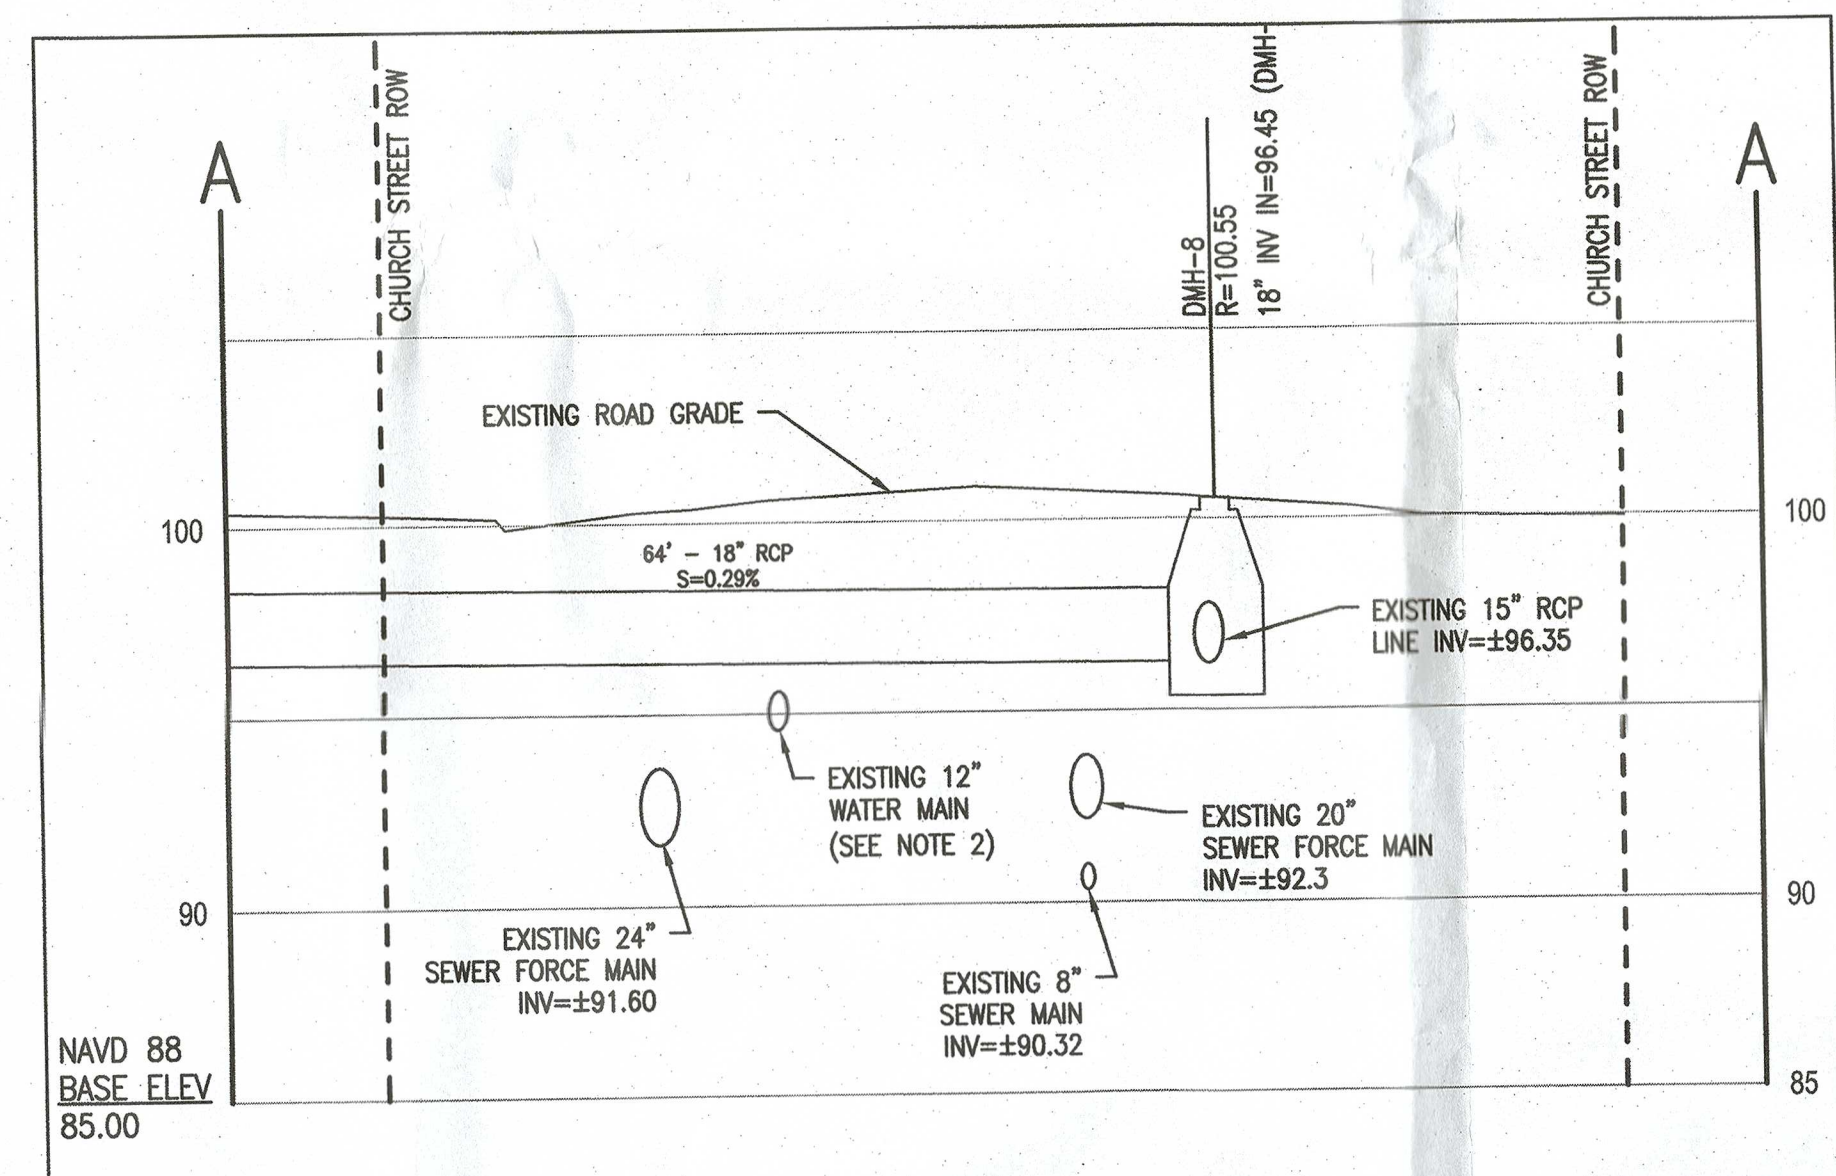 CHURCH STREET ROW
DMH-8
R=100.55
18" INV IN=96.45 (DMH-
CHURCH STREET ROW
A
A
EXISTING ROAD GRADE
100
100
64' - 18" RCP
S=0.29%
EXISTING 15" RCP
LINE INV=±96.35
EXISTING 12"
WATER MAIN
(SEE NOTE 2)
EXISTING 20"
SEWER FORCE MAIN
INV=±92.3
90
90
EXISTING 24"
SEWER FORCE MAIN
INV=±91.60
EXISTING 8"
SEWER MAIN
INV=±90.32
NAVD 88
BASE ELEV
85.00
85